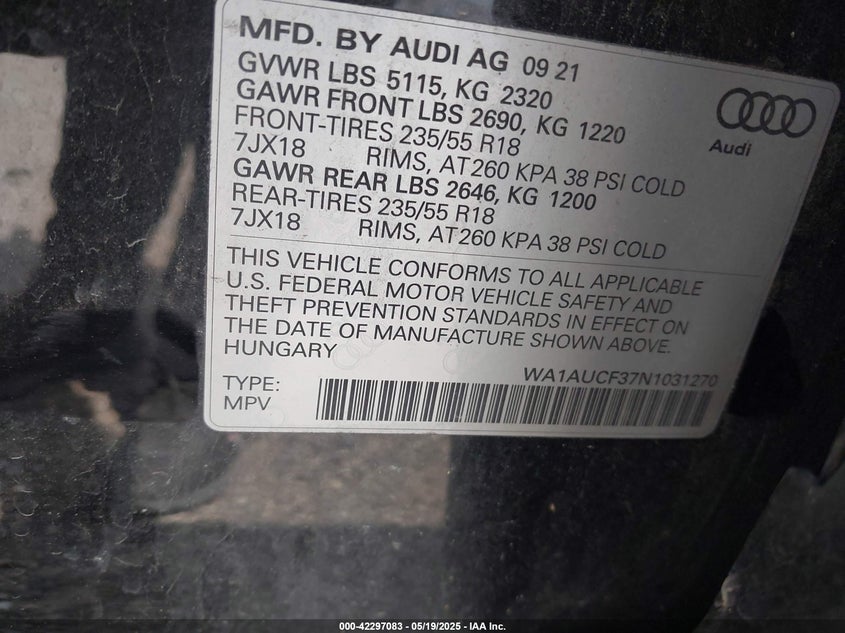 MFD. BY AUDI AG 09 21
GVWR LBS 5115, KG 2320
GAWR FRONT LBS 2690, KG 1220
FRONT-TIRES 235/55 R18
7JX18 RIMS, AT 260 KPA 38 PSI COLD
GAWR REAR LBS 2646, KG 1200
REAR-TIRES 235/55 R18
7JX18 RIMS, AT 260 KPA 38 PSI COLD
Audi
THIS VEHICLE CONFORMS TO ALL APPLICABLE
U.S. FEDERAL MOTOR VEHICLE SAFETY AND
THEFT PREVENTION STANDARDS IN EFFECT ON
THE DATE OF MANUFACTURE SHOWN ABOVE.
HUNGARY
WA1AUCF37N1031270
TYPE:
MPV
000-42297083 - 05/19/2025 - IAA Inc.